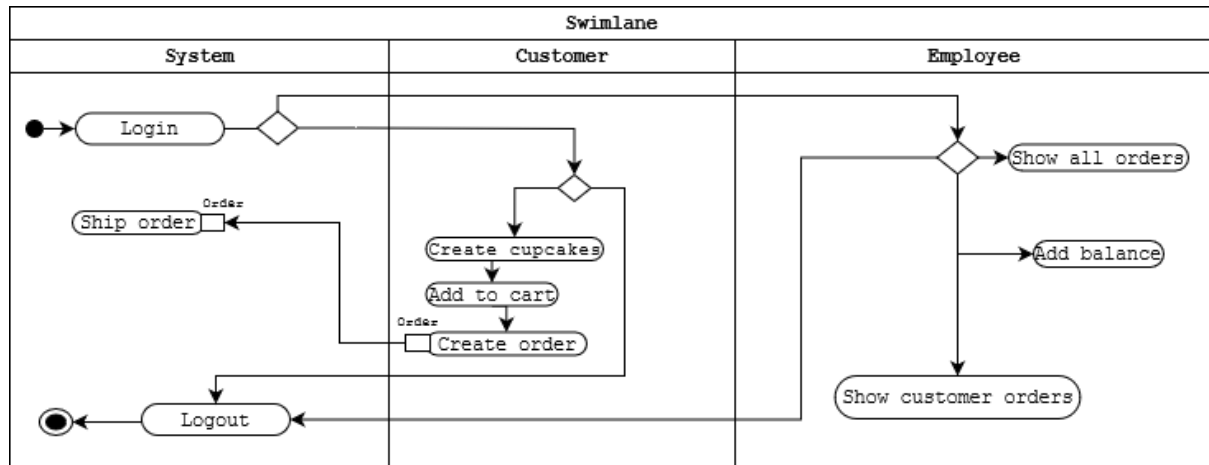 Swimlane
System
Customer
Employee
Login
Show all orders
Order
Ship order
Create cupcakes
Add balance
Add to cart
Order
Create order
Show customer orders
Logout